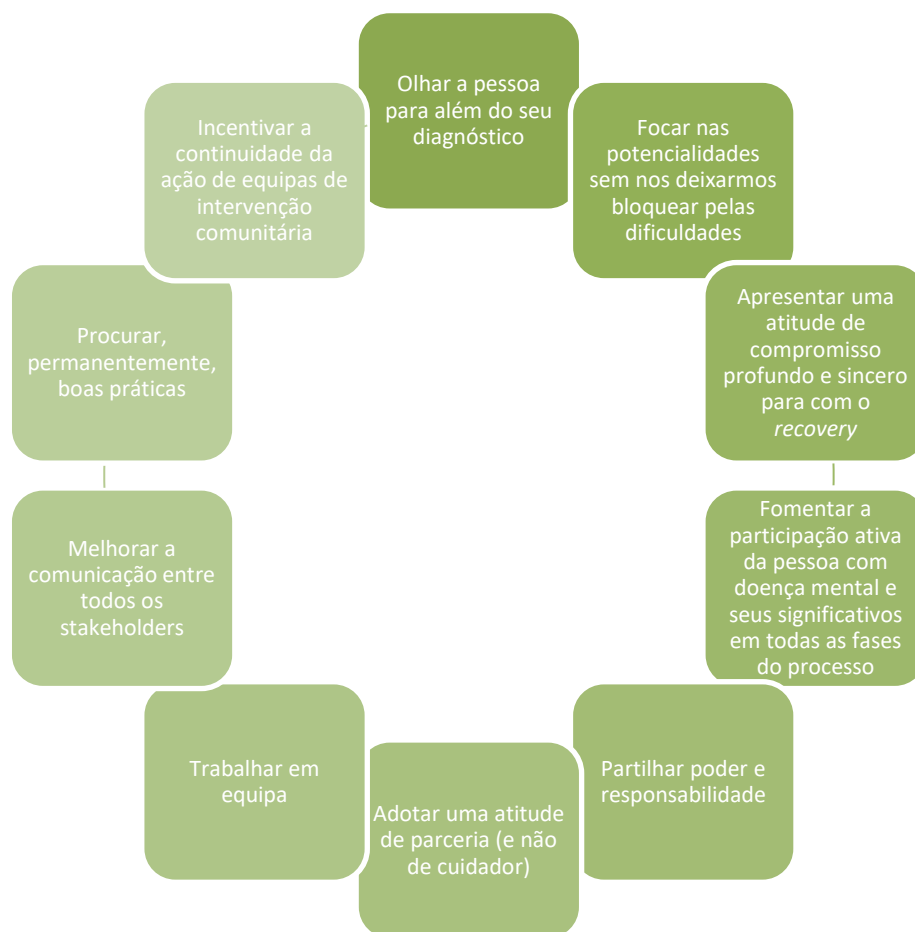 Olhar a pessoa
para além do seu
diagnóstico
Focar nas
potencialidades
sem nos deixarmos
bloquear pelas
dificuldades
Apresentar uma
atitude de
compromisso
profundo e sincero
para com o
recovery
Fomentar a
participação ativa
da pessoa com
doença mental e
seus significativos
em todas as fases
do processo
Partilhar poder e
responsabilidade
Adotar uma atitude
de parceria (e não
de cuidador)
Trabalhar em
equipa
Melhorar a
comunicação entre
todos os
stakeholders
Procurar,
permanentemente,
boas práticas
Incentivar a
continuidade da
ação de equipas de
intervenção
comunitária